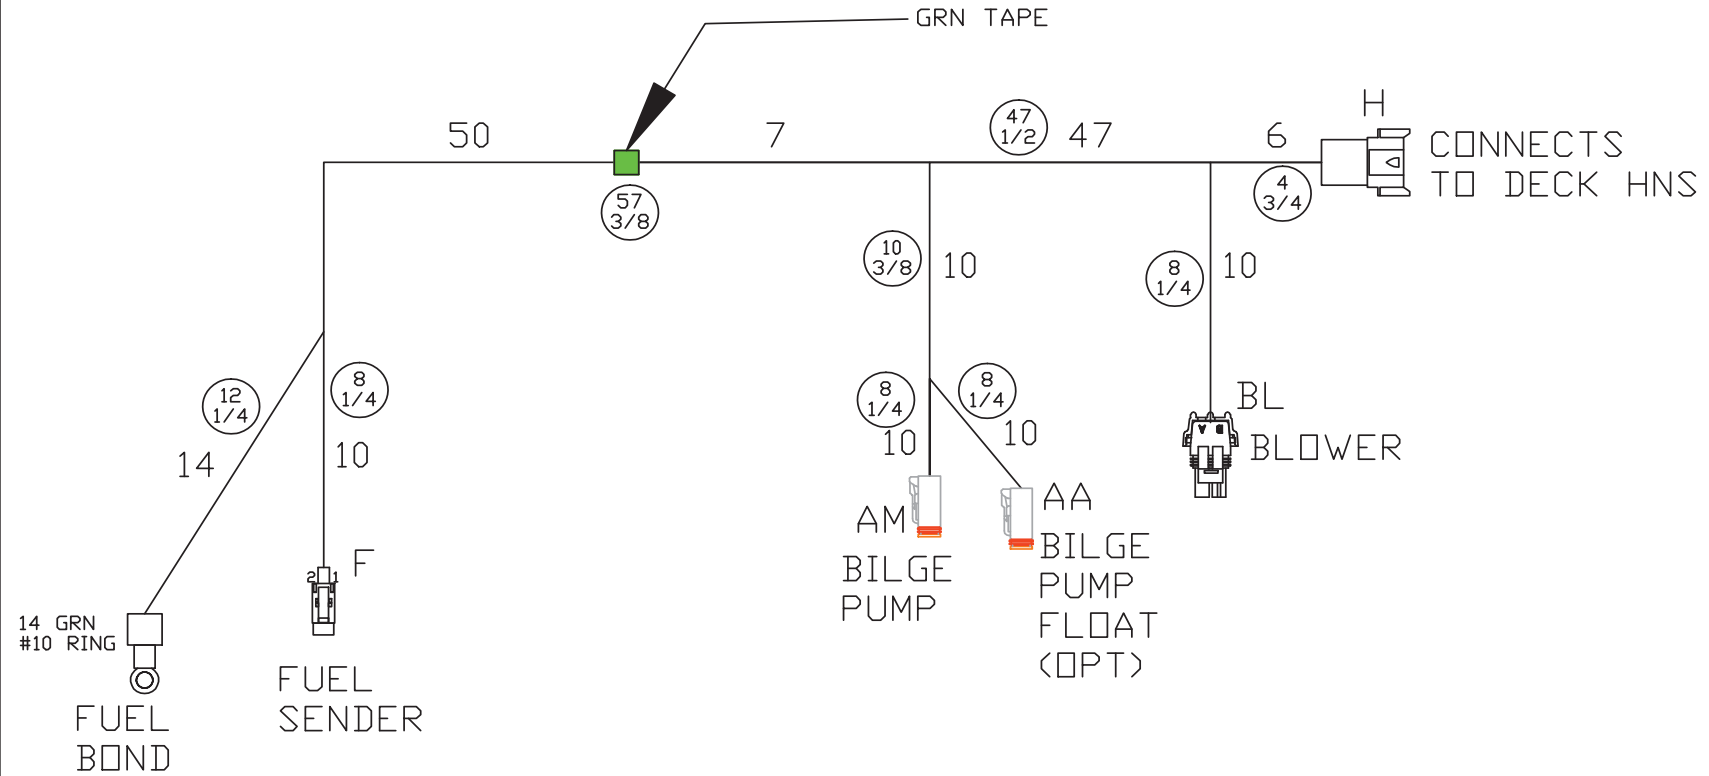 GRN TAPE
50
7
47
1/2
47
6
H
CONNECTS
TO DECK HNS
57
3/8
4
3/4
10
3/8
10
8
1/4
10
12
1/4
14
8
1/4
10
8
1/4
10
8
1/4
10
BL
BLOWER
A B
AM
BILGE
PUMP
AA
BILGE
PUMP
FLOAT
(OPT)
F
2 1
FUEL
SENDER
14 GRN
#10 RING
FUEL
BOND